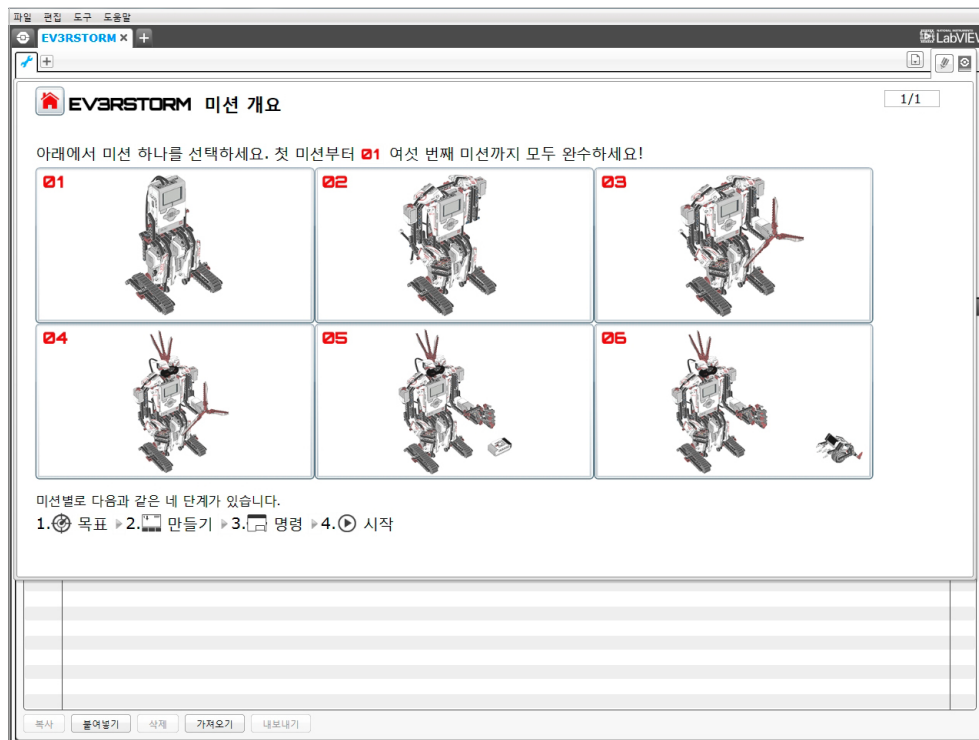 파일 편집 도구 도움말
EV3RSTORM × +
LabVIEW
+
EV3RSTORM 미션 개요
1/1
아래에서 미션 하나를 선택하세요. 첫 미션부터 01 여섯 번째 미션까지 모두 완수하세요!
01 02 03
04 05 06
미션별로 다음과 같은 네 단계가 있습니다.
1. 목표 ▶ 2. 만들기 ▶ 3. 명령 ▶ 4. 시작
복사 붙여넣기 삭제 가져오기 내보내기